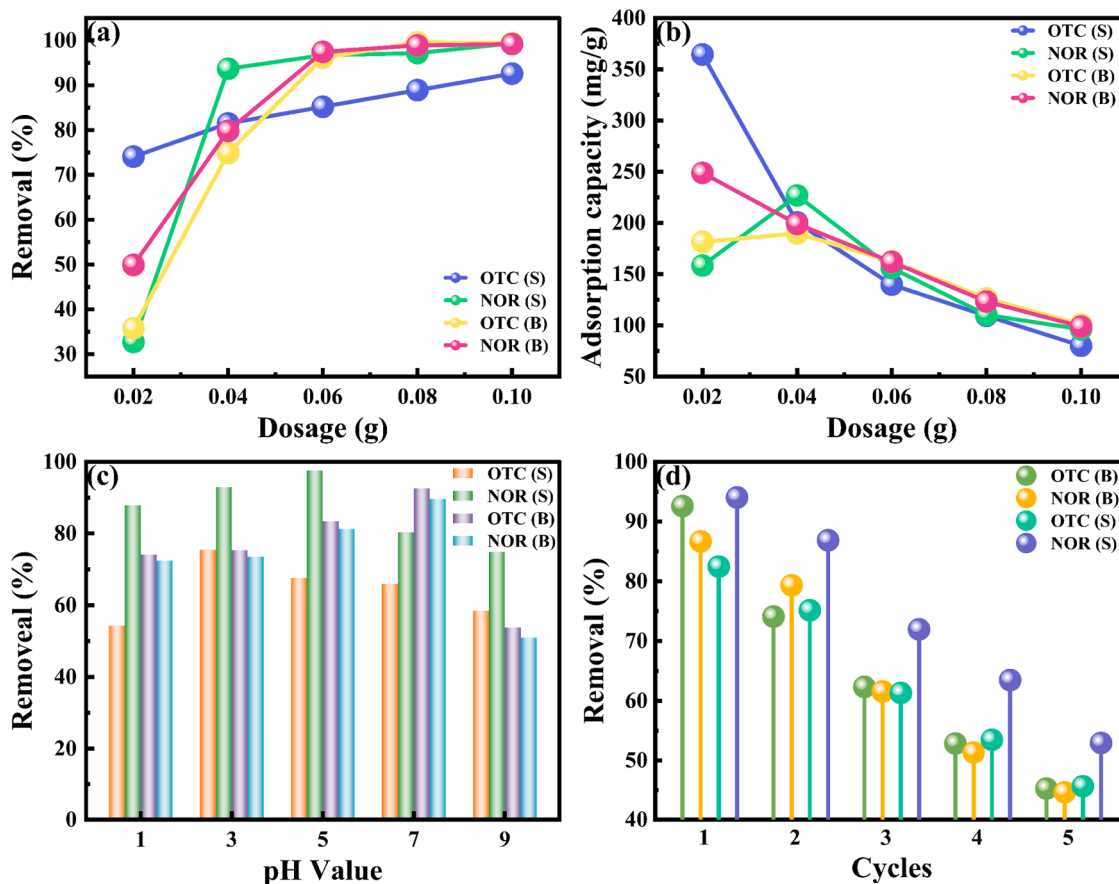 (a)
Removal (%)
100
90
80
70
60
50
40
30
OTC (S)
NOR (S)
OTC (B)
NOR (B)
0.02 0.04 0.06 0.08 0.10
Dosage (g)
(b)
Adsorption capacity (mg/g)
400
350
300
250
200
150
100
50
OTC (S)
NOR (S)
OTC (B)
NOR (B)
0.02 0.04 0.06 0.08 0.10
Dosage (g)
(c)
Removeal (%)
100
80
60
40
20
0
OTC (S)
NOR (S)
OTC (B)
NOR (B)
1 3 5 7 9
pH Value
(d)
Removal (%)
100
90
80
70
60
50
40
OTC (B)
NOR (B)
OTC (S)
NOR (S)
1 2 3 4 5
Cycles